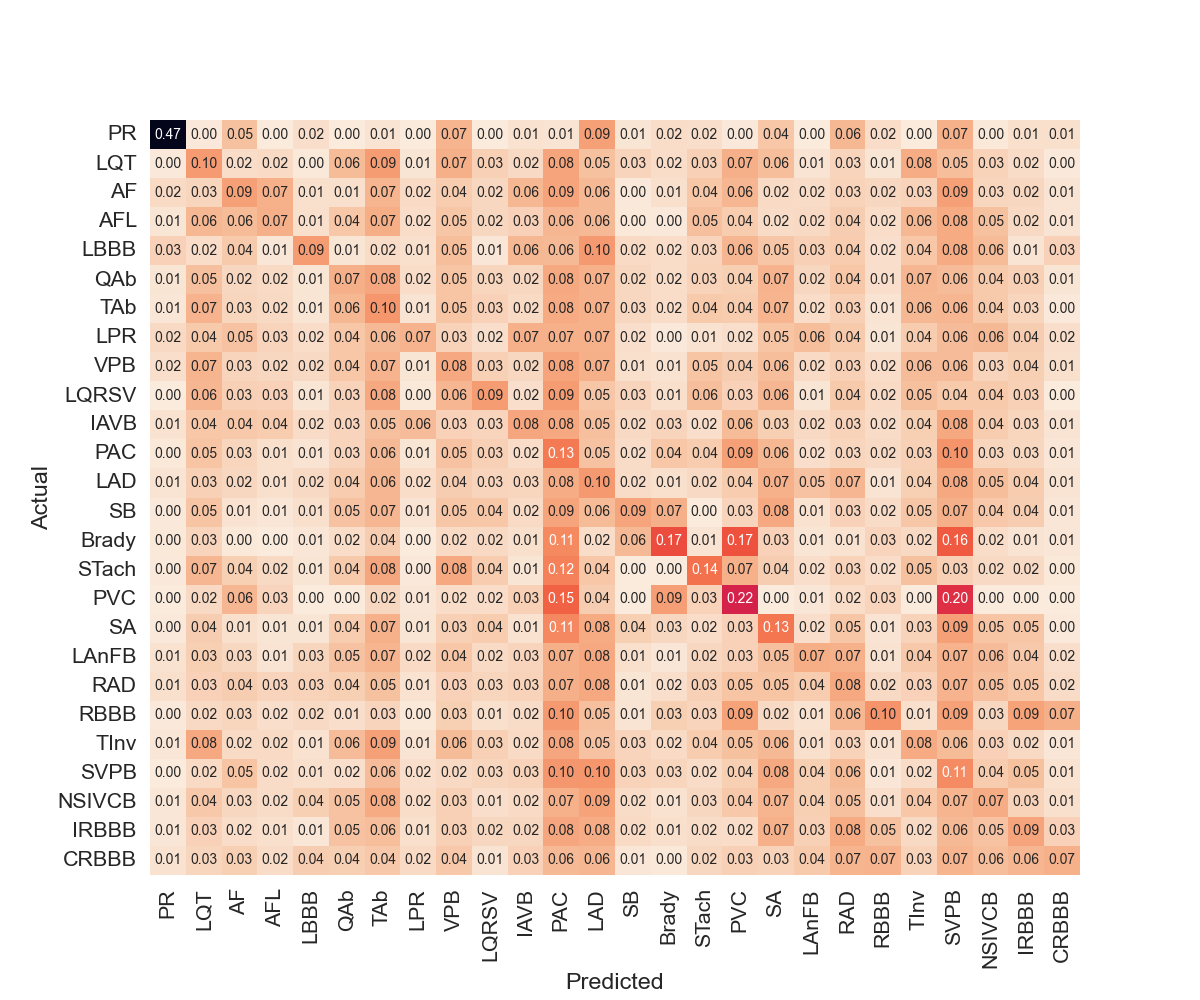 PR 0.47 0.00 0.05 0.00 0.02 0.00 0.01 0.00 0.07 0.00 0.01 0.01 0.09 0.01 0.02 0.02 0.00 0.04 0.00 0.06 0.02 0.00 0.07 0.00 0.01 0.01
LQT 0.00 0.10 0.02 0.02 0.00 0.06 0.09 0.01 0.07 0.03 0.02 0.08 0.05 0.03 0.02 0.03 0.07 0.06 0.01 0.03 0.01 0.08 0.05 0.03 0.02 0.00
AF 0.02 0.03 0.09 0.07 0.01 0.01 0.07 0.02 0.04 0.02 0.06 0.09 0.06 0.00 0.01 0.04 0.06 0.02 0.02 0.03 0.02 0.03 0.09 0.03 0.02 0.01
AFL 0.01 0.06 0.06 0.07 0.01 0.04 0.07 0.02 0.05 0.02 0.03 0.06 0.06 0.00 0.00 0.05 0.04 0.02 0.02 0.04 0.02 0.06 0.08 0.05 0.02 0.01
LBBB 0.03 0.02 0.04 0.01 0.09 0.01 0.02 0.01 0.05 0.01 0.06 0.06 0.10 0.02 0.02 0.03 0.06 0.05 0.03 0.04 0.02 0.04 0.08 0.06 0.01 0.03
QAb 0.01 0.05 0.02 0.02 0.01 0.07 0.08 0.02 0.05 0.03 0.02 0.08 0.07 0.02 0.02 0.03 0.04 0.07 0.02 0.04 0.01 0.07 0.06 0.04 0.03 0.01
TAb 0.01 0.07 0.03 0.02 0.01 0.06 0.10 0.01 0.05 0.03 0.02 0.08 0.07 0.03 0.02 0.04 0.04 0.07 0.02 0.03 0.01 0.06 0.06 0.04 0.03 0.00
LPR 0.02 0.04 0.05 0.03 0.02 0.04 0.06 0.07 0.03 0.02 0.07 0.07 0.07 0.02 0.00 0.01 0.02 0.05 0.06 0.04 0.01 0.04 0.06 0.06 0.04 0.02
VPB 0.02 0.07 0.03 0.02 0.02 0.04 0.07 0.01 0.08 0.03 0.02 0.08 0.07 0.01 0.01 0.05 0.04 0.06 0.02 0.03 0.02 0.06 0.06 0.03 0.04 0.01
LQRSV 0.00 0.06 0.03 0.03 0.01 0.03 0.08 0.00 0.06 0.09 0.02 0.09 0.05 0.03 0.01 0.06 0.03 0.06 0.01 0.04 0.02 0.05 0.04 0.04 0.03 0.00
IAVB 0.01 0.04 0.04 0.04 0.02 0.03 0.05 0.06 0.03 0.03 0.08 0.08 0.05 0.02 0.03 0.02 0.06 0.03 0.02 0.03 0.02 0.04 0.08 0.04 0.03 0.01
PAC 0.00 0.05 0.03 0.01 0.01 0.03 0.06 0.01 0.05 0.03 0.02 0.13 0.05 0.02 0.04 0.04 0.09 0.06 0.02 0.03 0.02 0.03 0.10 0.03 0.03 0.01
LAD 0.01 0.03 0.02 0.01 0.02 0.04 0.06 0.02 0.04 0.03 0.03 0.08 0.10 0.02 0.01 0.02 0.04 0.07 0.05 0.07 0.01 0.04 0.08 0.05 0.04 0.01
SB 0.00 0.05 0.01 0.01 0.01 0.05 0.07 0.01 0.05 0.04 0.02 0.09 0.06 0.09 0.07 0.00 0.03 0.08 0.01 0.03 0.02 0.05 0.07 0.04 0.04 0.01
Brady 0.00 0.03 0.00 0.00 0.01 0.02 0.04 0.00 0.02 0.02 0.01 0.11 0.02 0.06 0.17 0.01 0.17 0.03 0.01 0.01 0.03 0.02 0.16 0.02 0.01 0.01
STach 0.00 0.07 0.04 0.02 0.01 0.04 0.08 0.00 0.08 0.04 0.01 0.12 0.04 0.00 0.00 0.14 0.07 0.04 0.02 0.03 0.02 0.05 0.03 0.02 0.02 0.00
PVC 0.00 0.02 0.06 0.03 0.00 0.00 0.02 0.01 0.02 0.02 0.03 0.15 0.04 0.00 0.09 0.03 0.22 0.00 0.01 0.02 0.03 0.00 0.20 0.00 0.00 0.00
SA 0.00 0.04 0.01 0.01 0.01 0.04 0.07 0.01 0.03 0.04 0.01 0.11 0.08 0.04 0.03 0.02 0.03 0.13 0.02 0.05 0.01 0.03 0.09 0.05 0.05 0.00
LAnFB 0.01 0.03 0.03 0.01 0.03 0.05 0.07 0.02 0.04 0.02 0.03 0.07 0.08 0.01 0.01 0.02 0.03 0.05 0.07 0.07 0.01 0.04 0.07 0.06 0.04 0.02
RAD 0.01 0.03 0.04 0.03 0.03 0.04 0.05 0.01 0.03 0.03 0.03 0.07 0.08 0.01 0.02 0.03 0.05 0.05 0.04 0.08 0.02 0.03 0.07 0.05 0.05 0.02
RBBB 0.00 0.02 0.03 0.02 0.02 0.01 0.03 0.00 0.03 0.01 0.02 0.10 0.05 0.01 0.03 0.03 0.09 0.02 0.01 0.06 0.10 0.01 0.09 0.03 0.09 0.07
TInv 0.01 0.08 0.02 0.02 0.01 0.06 0.09 0.01 0.06 0.03 0.02 0.08 0.05 0.03 0.02 0.04 0.05 0.06 0.01 0.03 0.01 0.08 0.06 0.03 0.02 0.01
SVPB 0.00 0.02 0.05 0.02 0.01 0.02 0.06 0.02 0.02 0.03 0.03 0.10 0.10 0.03 0.03 0.02 0.04 0.08 0.04 0.06 0.01 0.02 0.11 0.04 0.05 0.01
NSIVCB 0.01 0.04 0.03 0.02 0.04 0.05 0.08 0.02 0.03 0.01 0.02 0.07 0.09 0.02 0.01 0.03 0.04 0.07 0.04 0.05 0.01 0.04 0.07 0.07 0.03 0.01
IRBBB 0.01 0.03 0.02 0.01 0.01 0.05 0.06 0.01 0.03 0.02 0.02 0.08 0.08 0.02 0.01 0.02 0.02 0.07 0.03 0.08 0.05 0.02 0.06 0.05 0.09 0.03
CRBBB 0.01 0.03 0.03 0.02 0.04 0.04 0.04 0.02 0.04 0.01 0.03 0.06 0.06 0.01 0.00 0.02 0.03 0.03 0.04 0.07 0.07 0.03 0.07 0.06 0.06 0.07
Actual
PR LQT AF AFL LBBB QAb TAb LPR VPB LQRSV IAVB PAC LAD SB Brady STach PVC SA LAnFB RAD RBBB TInv SVPB NSIVCB IRBBB CRBBB
Predicted